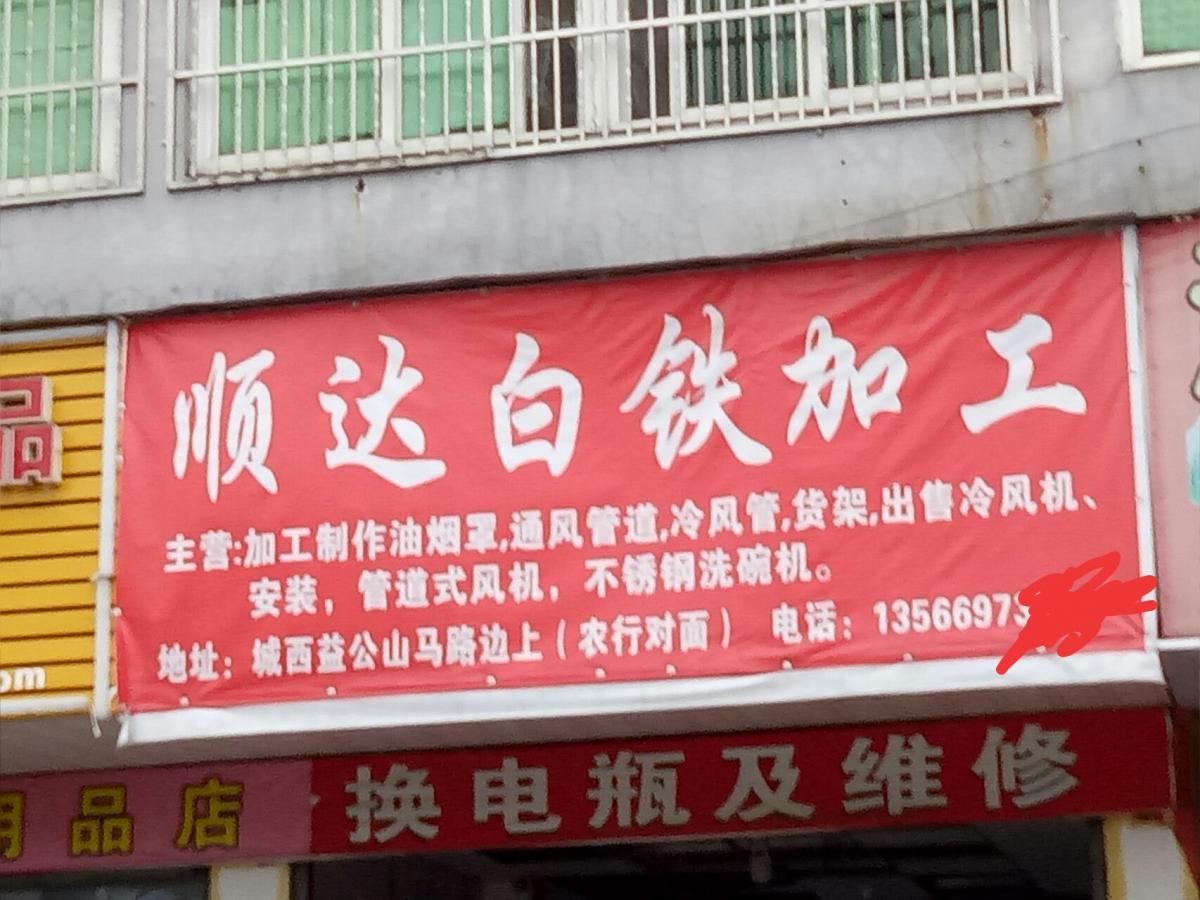 顺达白铁加工
主营:加工制作油烟罩,通风管道,冷风管,货架,出售冷风机、
安装，管道式风机，不锈钢洗碗机。
地址：城西益公山马路边上（农行对面） 电话：13566973
品
om
用品店
换电瓶及维修